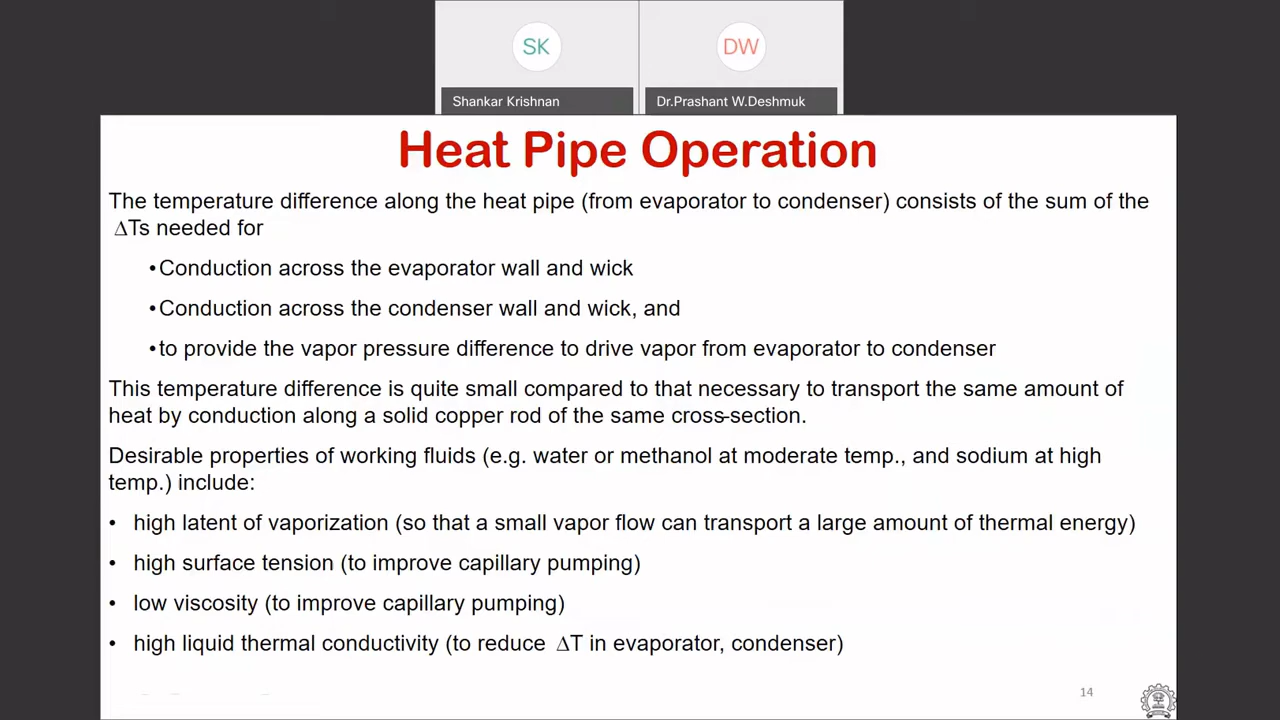 SK
DW
Shankar Krishnan
Dr.Prashant W.Deshmuk
Heat Pipe Operation
The temperature difference along the heat pipe (from evaporator to condenser) consists of the sum of the
ΔTs needed for
•Conduction across the evaporator wall and wick
•Conduction across the condenser wall and wick, and
•to provide the vapor pressure difference to drive vapor from evaporator to condenser
This temperature difference is quite small compared to that necessary to transport the same amount of
heat by conduction along a solid copper rod of the same cross-section.
Desirable properties of working fluids (e.g. water or methanol at moderate temp., and sodium at high
temp.) include:
• high latent of vaporization (so that a small vapor flow can transport a large amount of thermal energy)
• high surface tension (to improve capillary pumping)
• low viscosity (to improve capillary pumping)
• high liquid thermal conductivity (to reduce ΔT in evaporator, condenser)
14